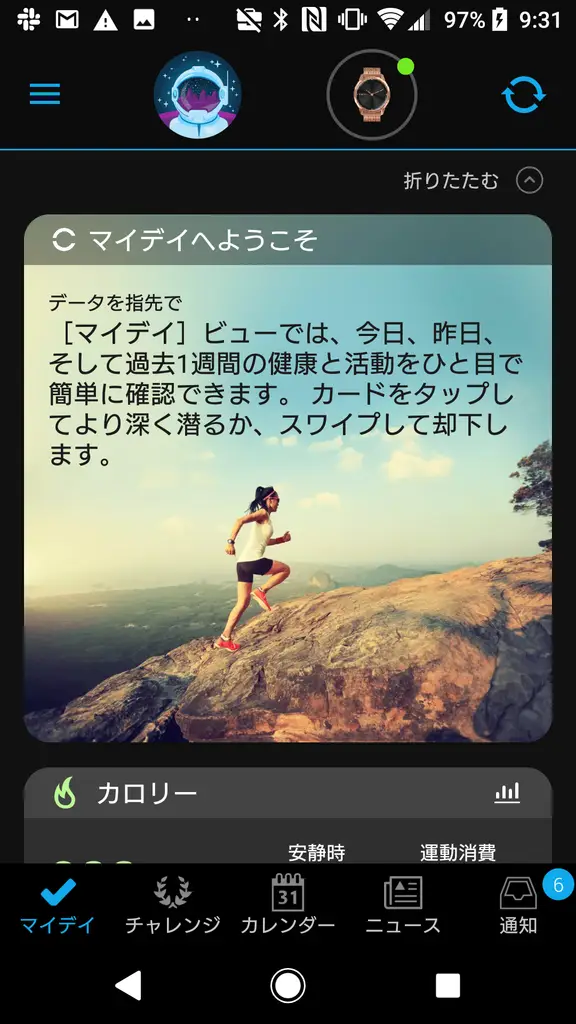 97% 9:31
折りたたむ
マイデイへようこそ
データを指先で
［マイデイ］ビューでは、今日、昨日、
そして過去1週間の健康と活動をひと目で
簡単に確認できます。 カードをタップし
てより深く潜るか、スワイプして却下し
ます。
カロリー
安静時 運動消費
6
31
マイデイ チャレンジ カレンダー ニュース 通知